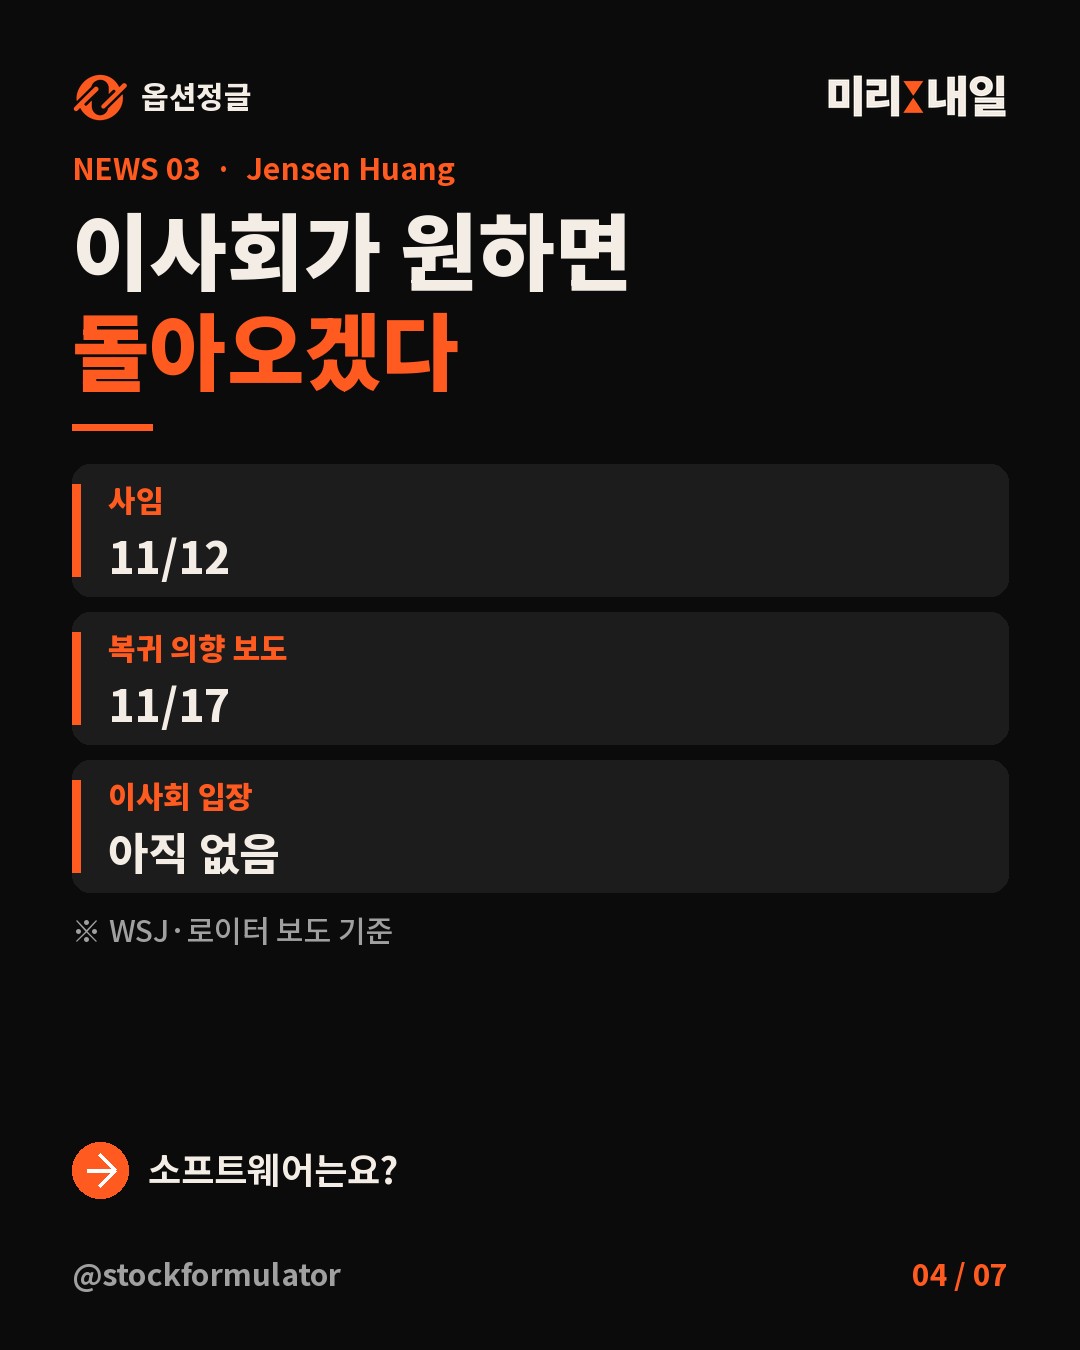 옵션정글
미리내일
NEWS 03 · Jensen Huang
이사회가 원하면
돌아오겠다
사임
11/12
복귀 의향 보도
11/17
이사회 입장
아직 없음
※ WSJ·로이터 보도 기준
소프트웨어는요?
@stockformulator
04 / 07